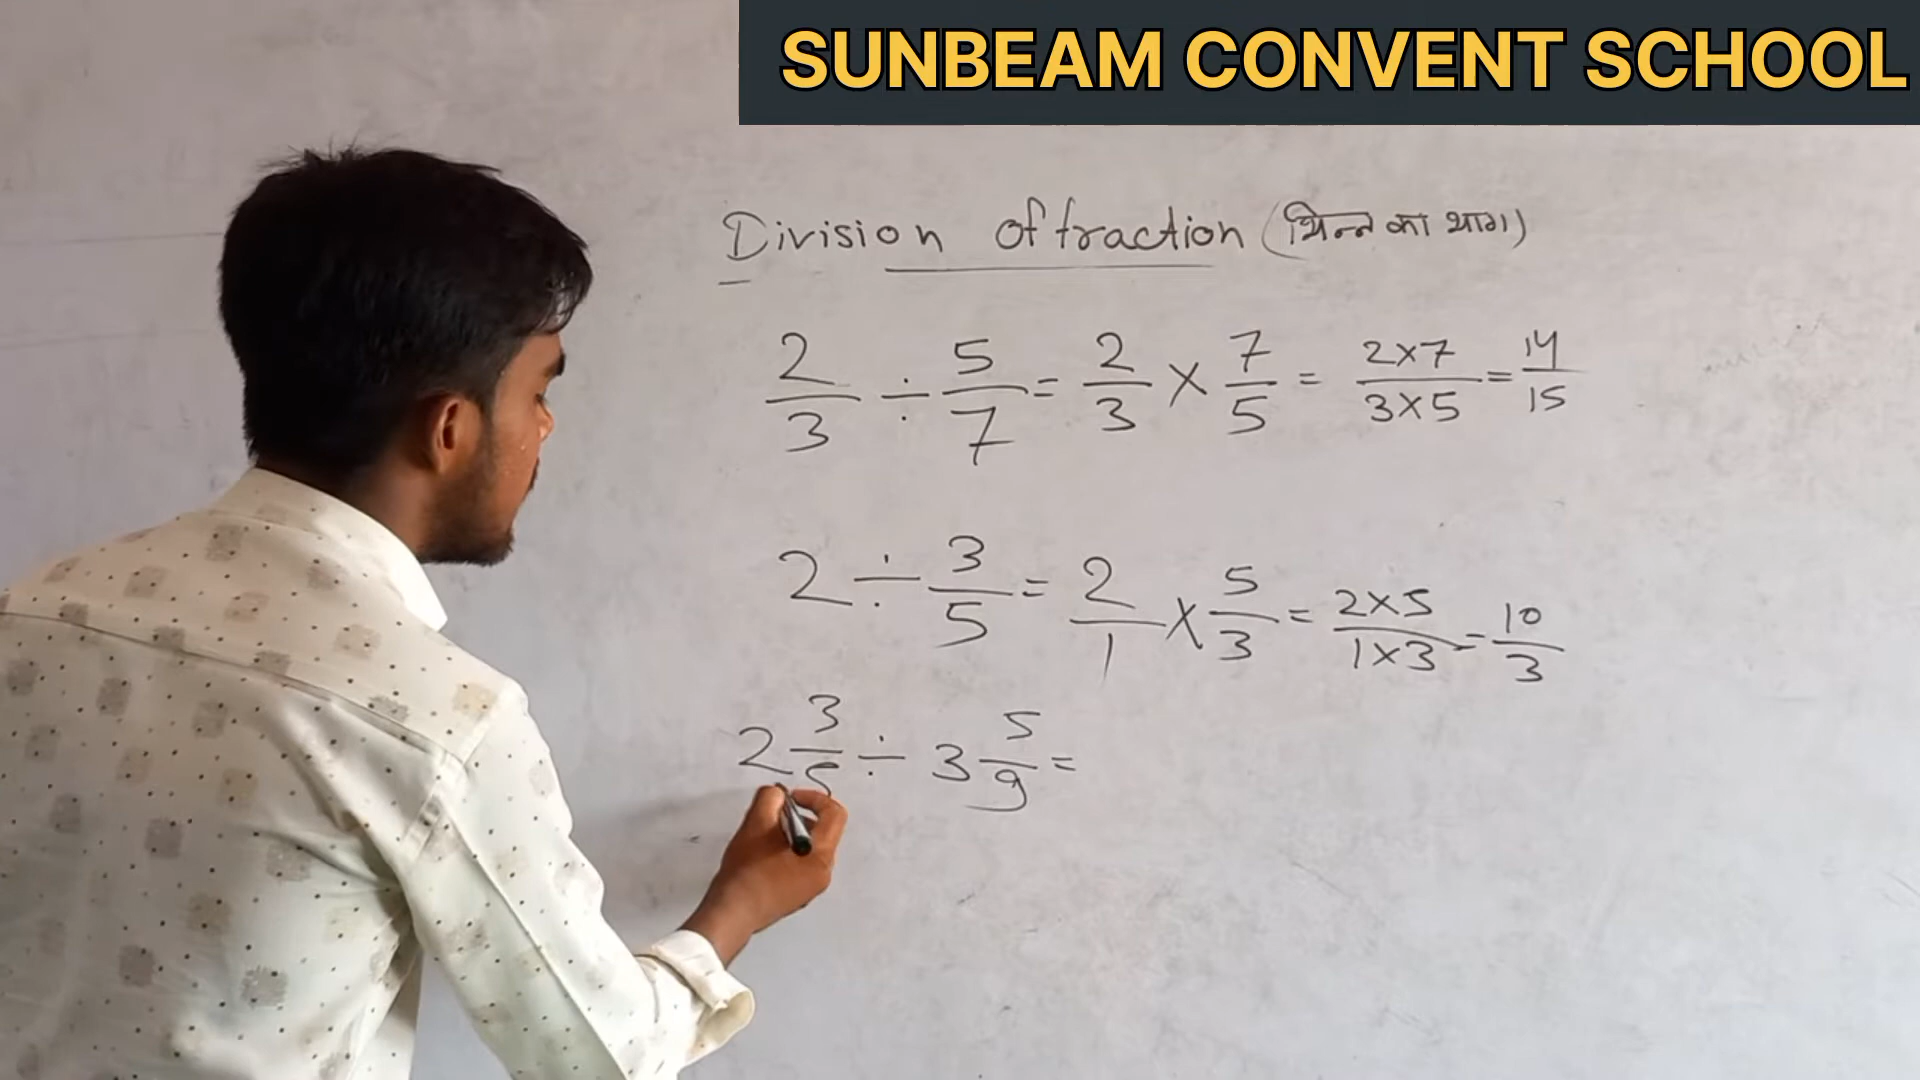 SUNBEAM CONVENT SCHOOL
Division of fraction (भिन्न का भाग)
2/3 ÷ 5/7 = 2/3 × 7/5 = 2×7/3×5 = 14/15
2 ÷ 3/5 = 2/1 × 5/3 = 2×5/1×3 = 10/3
2 3/5 ÷ 3 5/9 =